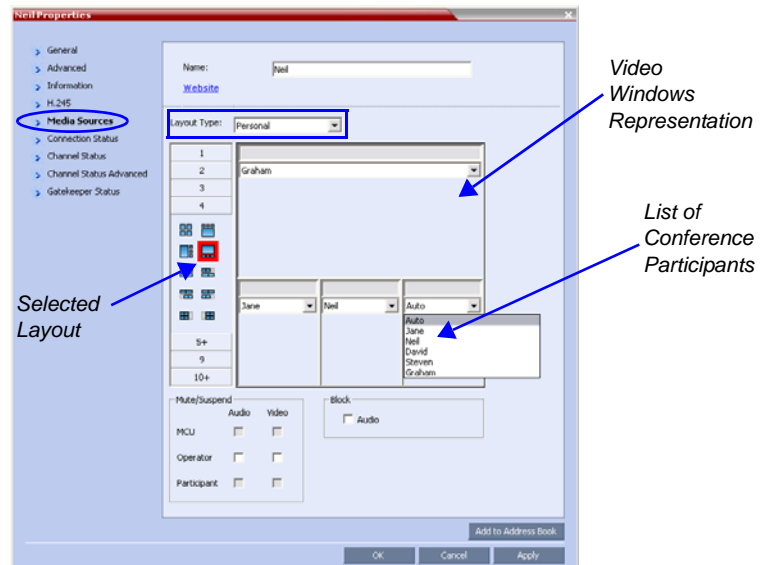 Neil Properties
General
Advanced
Information
H.245
Media Sources
Connection Status
Channel Status
Channel Status Advanced
Gatekeeper Status
Name: Neil
Website
Layout Type: Personal
1
2
3
4
5+
9
10+
Graham
Jane
Neil
Auto
Auto
Jane
Neil
David
Steven
Graham
Mute/Suspend
Audio Video
MCU
Operator
Participant
Block
Audio
Add to Address Book
OK Cancel Apply
Video
Windows
Representation
List of
Conference
Participants
Selected
Layout